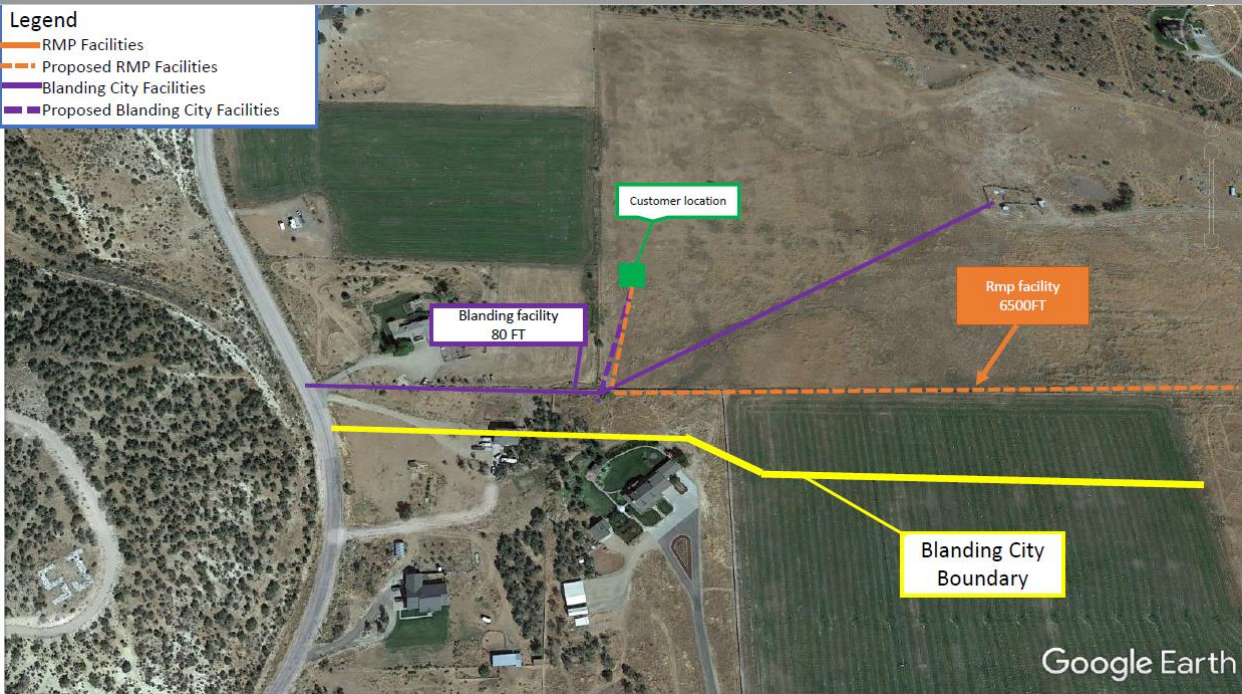 Legend
RMP Facilities
Proposed RMP Facilities
Blanding City Facilities
Proposed Blanding City Facilities
Customer location
Blanding facility
80 FT
Rmp facility
6500FT
Blanding City
Boundary
Google Earth